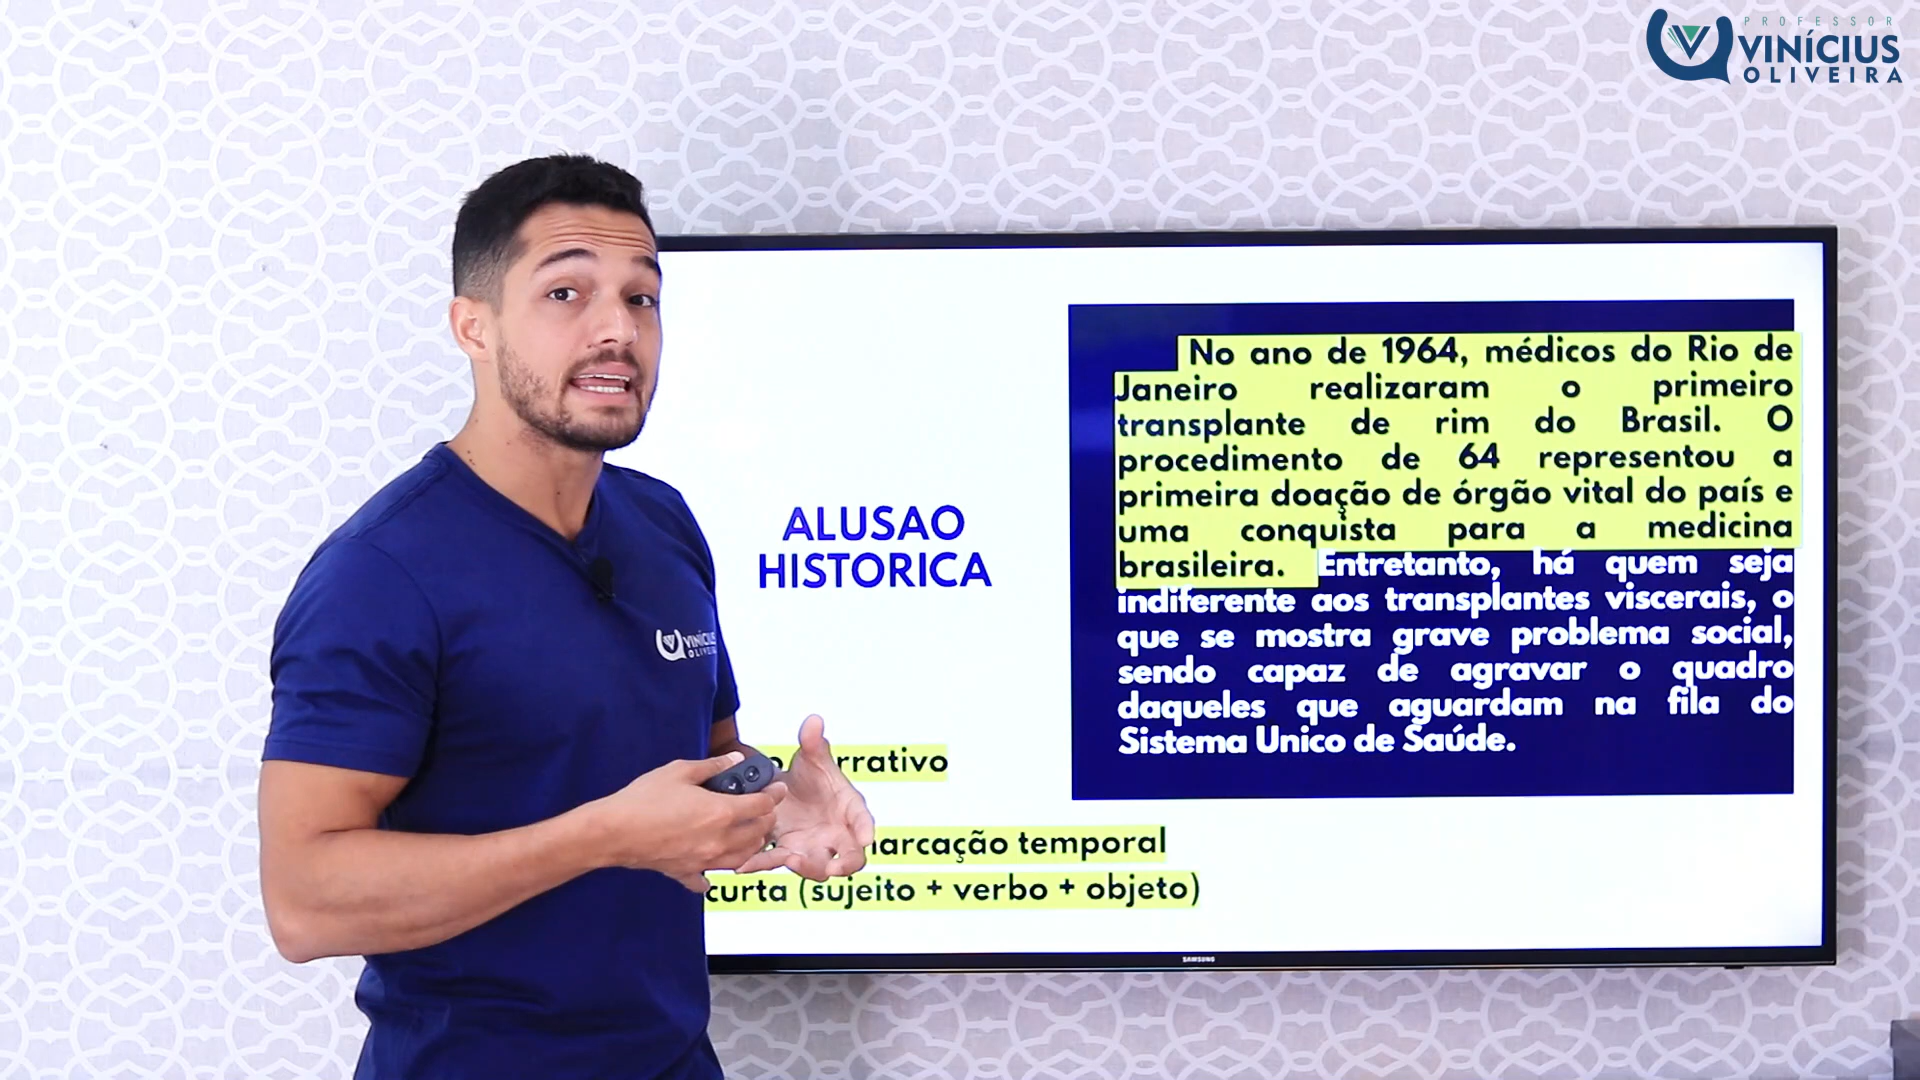 PROFESSOR
VINÍCIUS
OLIVEIRA
No ano de 1964, médicos do Rio de
Janeiro realizaram o primeiro
transplante de rim do Brasil. O
procedimento de 64 representou a
primeira doação de órgão vital do país e
uma conquista para a medicina
brasileira. Entretanto, há quem seja
indiferente aos transplantes viscerais, o
que se mostra grave problema social,
sendo capaz de agravar o quadro
daqueles que aguardam na fila do
Sistema Unico de Saúde.
ALUSAO
HISTORICA
VINÍCIUS
OLIVEIRA
temporal
curta (sujeito + verbo + objeto)
SAMSUNG